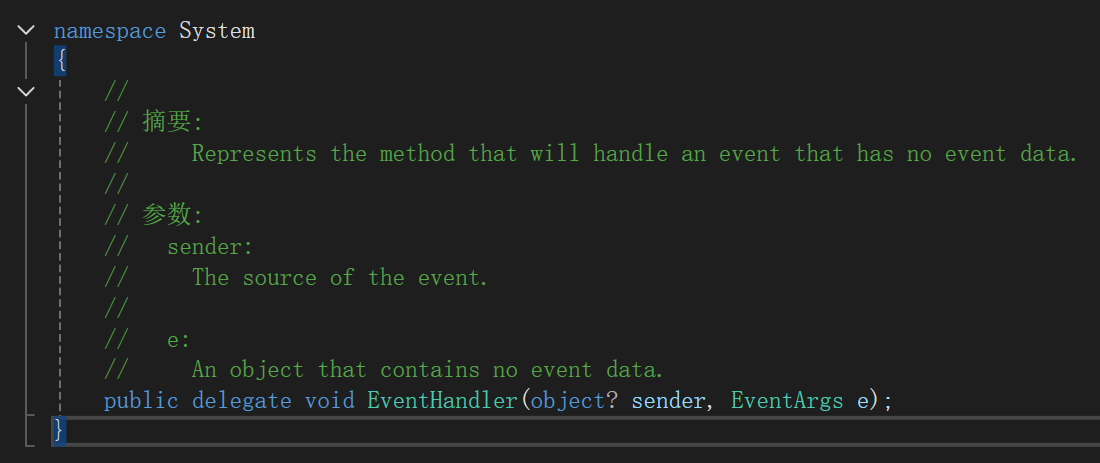 namespace System
{
//
// 摘要:
//     Represents the method that will handle an event that has no event data.
//
// 参数:
//   sender:
//     The source of the event.
//
//   e:
//     An object that contains no event data.
public delegate void EventHandler(object? sender, EventArgs e);
}